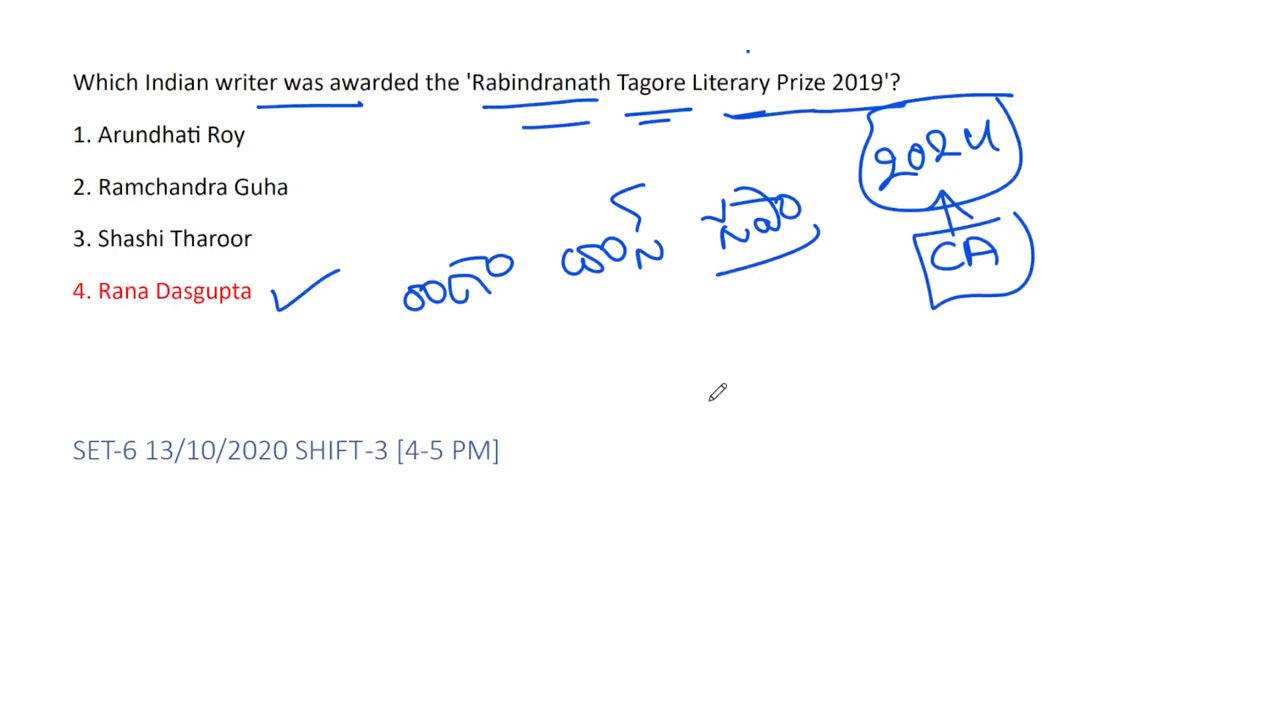 Which Indian writer was awarded the 'Rabindranath Tagore Literary Prize 2019'?
1. Arundhati Roy
2024
2. Ramchandra Guha
3. Shashi Tharoor
CA
4. Rana Dasgupta
SET-6 13/10/2020 SHIFT-3 [4-5 PM]